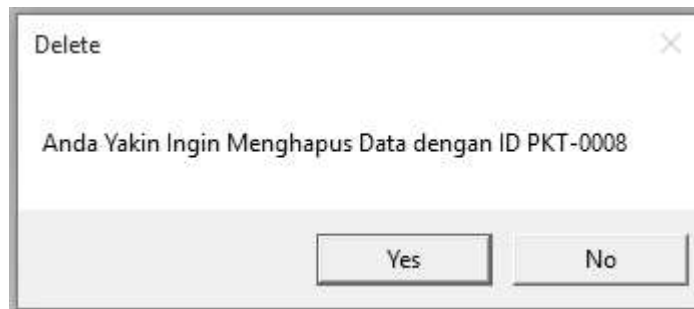 Delete
Anda Yakin Ingin Menghapus Data dengan ID PKT-0008
Yes
No